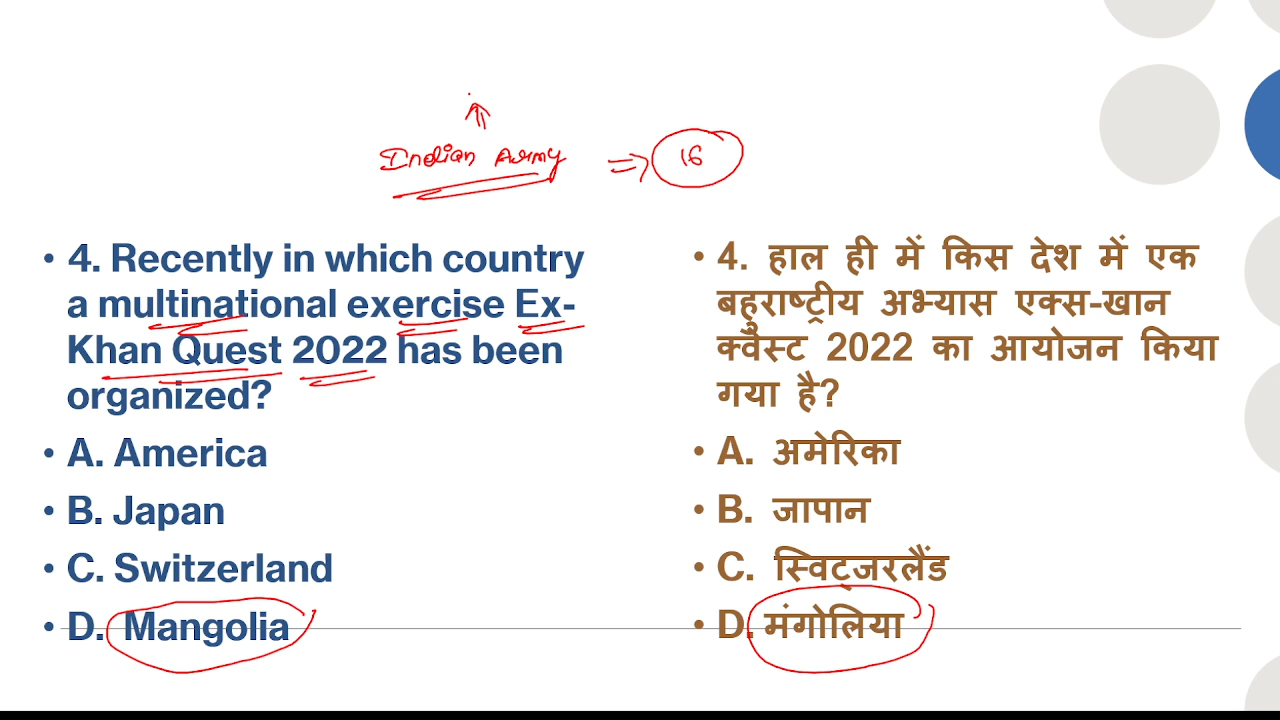 Indian Army ⇒ 16
• 4. Recently in which country
a multinational exercise Ex-
Khan Quest 2022 has been
organized?
• A. America
• B. Japan
• C. Switzerland
• D. Mangolia
• 4. हाल ही में किस देश में एक
बहुराष्ट्रीय अभ्यास एक्स-खान
क्वेस्ट 2022 का आयोजन किया
गया है?
• A. अमेरिका
• B. जापान
• C. स्विट्जरलैंड
• D. मंगोलिया